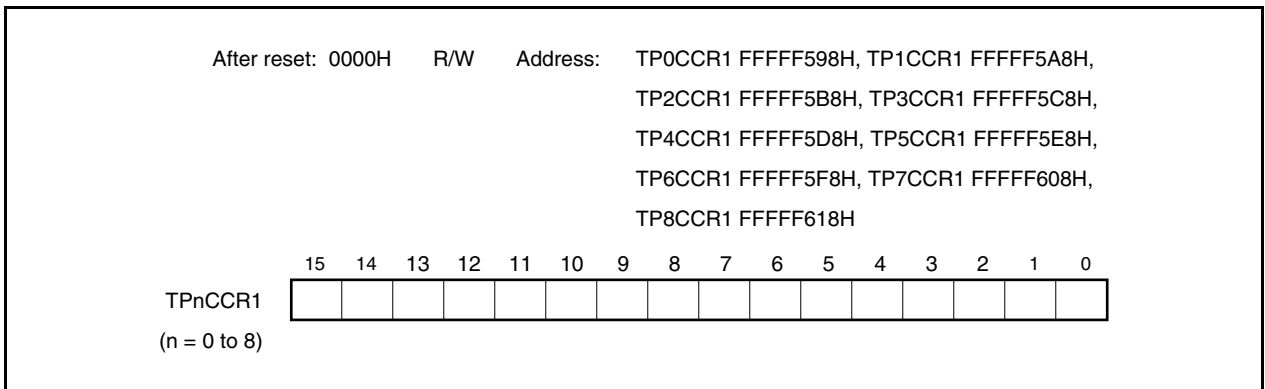 After reset: 0000H R/W Address: TP0CCR1 FFFFF598H, TP1CCR1 FFFFF5A8H,
TP2CCR1 FFFFF5B8H, TP3CCR1 FFFFF5C8H,
TP4CCR1 FFFFF5D8H, TP5CCR1 FFFFF5E8H,
TP6CCR1 FFFFF5F8H, TP7CCR1 FFFFF608H,
TP8CCR1 FFFFF618H
15 14 13 12 11 10 9 8 7 6 5 4 3 2 1 0
TPnCCR1
(n = 0 to 8)